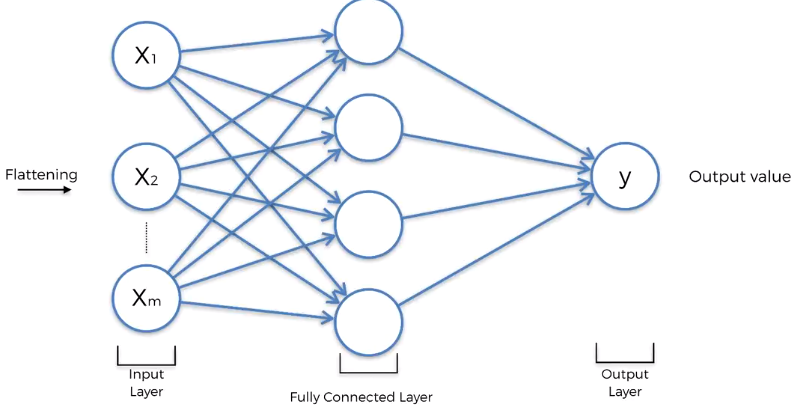 X1
Flattening
X2
Xm
y
Output value
Input
Layer
Fully Connected Layer
Output
Layer